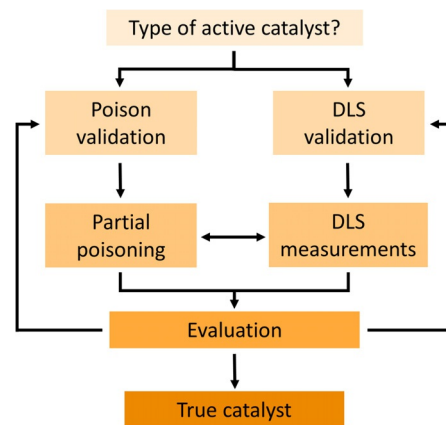 Type of active catalyst?
Poison
validation
DLS
validation
Partial
poisoning
DLS
measurements
Evaluation
True catalyst